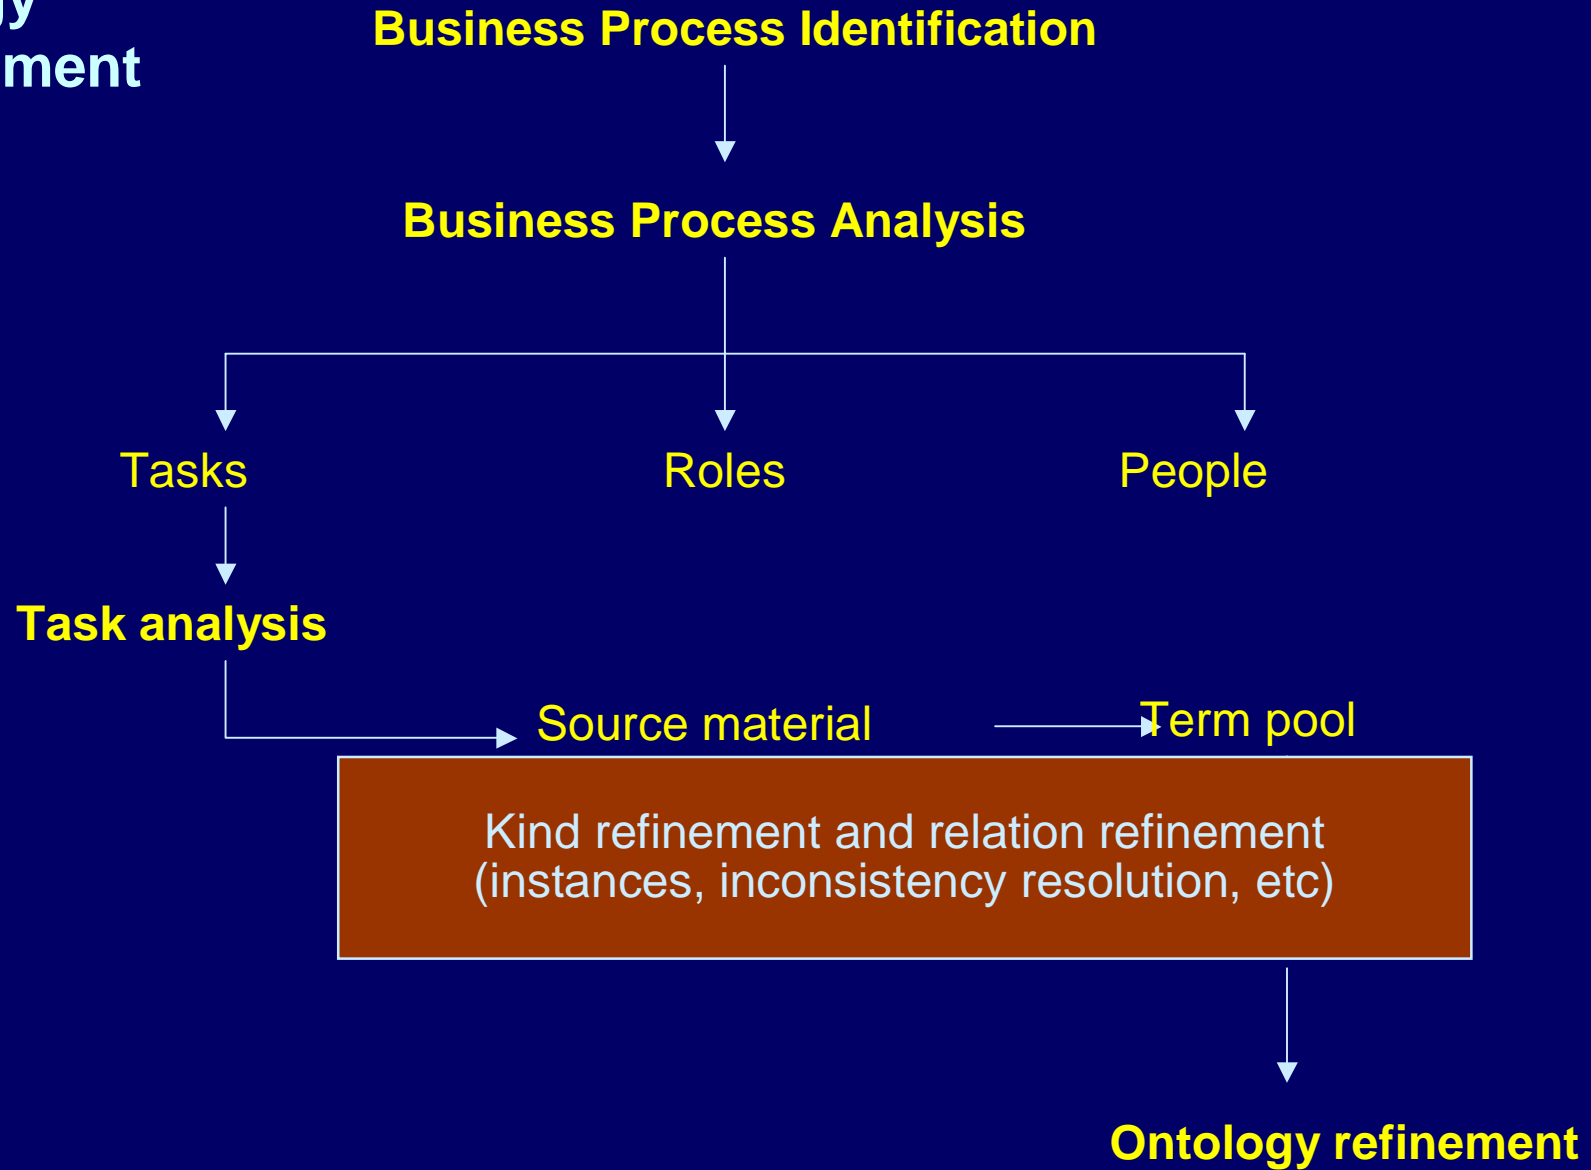 Business Process Identification
ment
Business Process Analysis
Tasks
Roles
People
Task analysis
Source material
Term pool
Kind refinement and relation refinement
(instances, inconsistency resolution, etc)
Ontology refinement